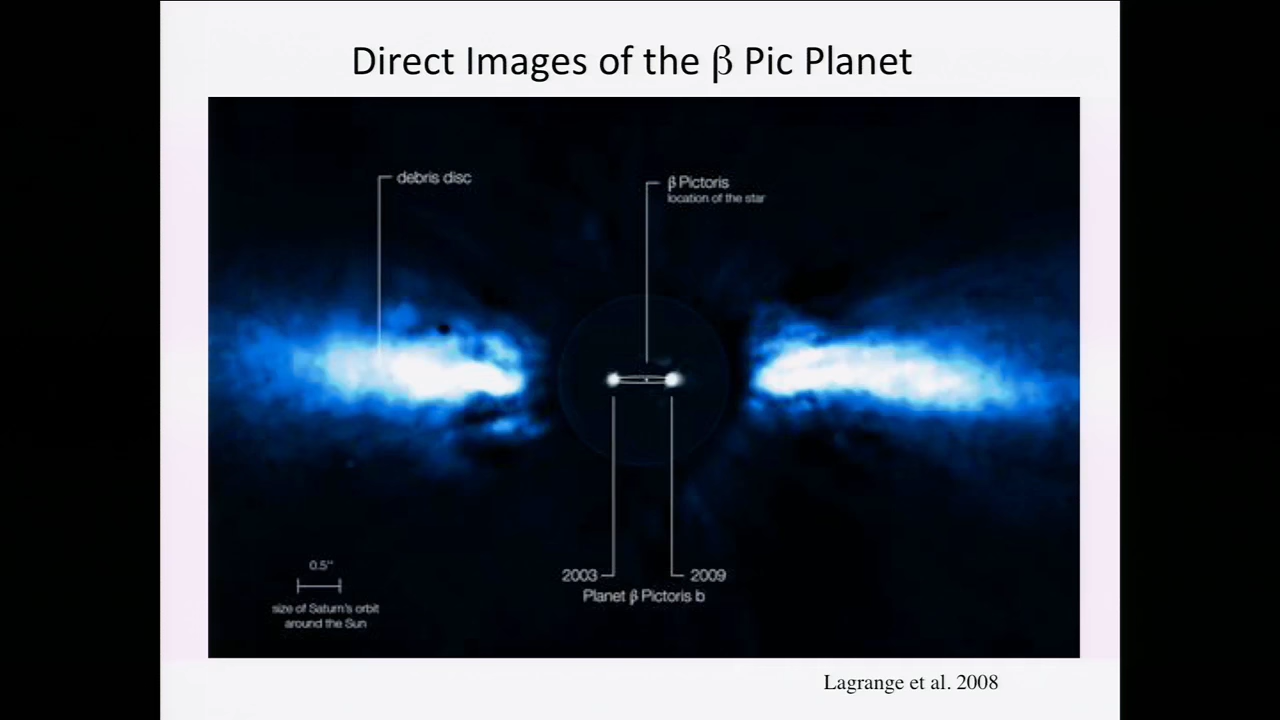 Direct Images of the β Pic Planet
debris disc
β Pictoris
location of the star
2003
2009
Planet β Pictoris b
0.5"
size of Saturn's orbit
around the Sun
Lagrange et al. 2008